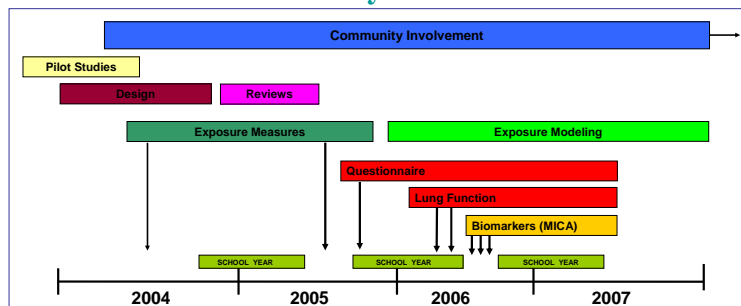 Community Involvement
Pilot Studies
Design
Reviews
Exposure Measures
Exposure Modeling
Questionnaire
Lung Function
Biomarkers (MICA)
SCHOOL YEAR
SCHOOL YEAR
SCHOOL YEAR
2004
2005
2006
2007